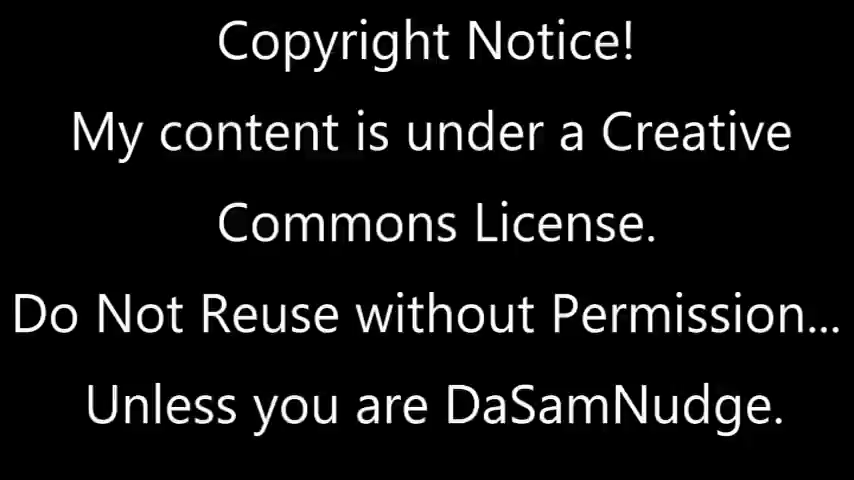 Copyright Notice!
My content is under a Creative
Commons License.
Do Not Reuse without Permission...
Unless you are DaSamNudge.